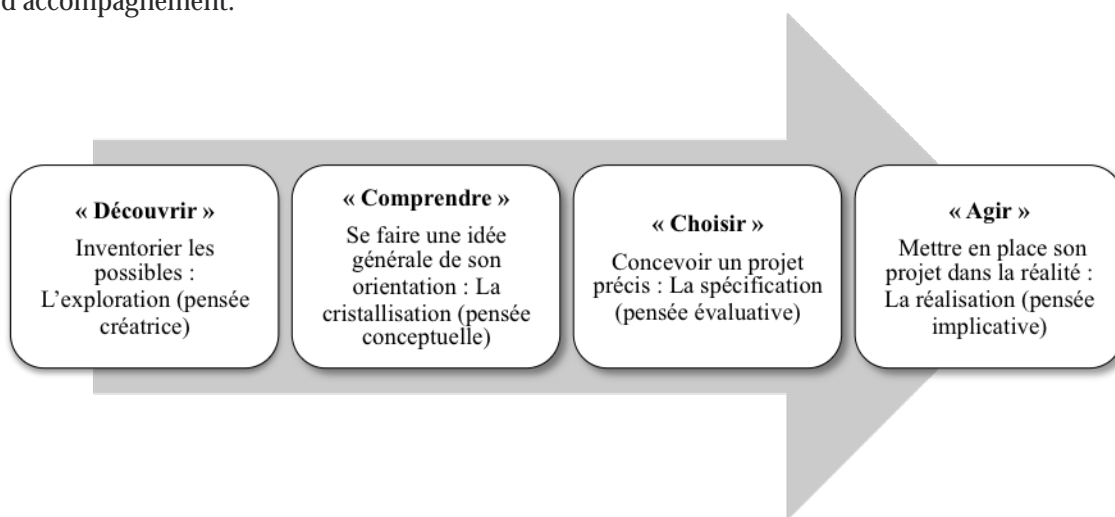 d'accompagnement.
« Découvrir »
Inventorier les
possibles :
L'exploration (pensée
créatrice)
« Comprendre »
Se faire une idée
générale de son
orientation : La
cristallisation (pensée
conceptuelle)
« Choisir »
Concevoir un projet
précis : La spécification
(pensée évaluative)
« Agir »
Mettre en place son
projet dans la réalité :
La réalisation (pensée
implicative)